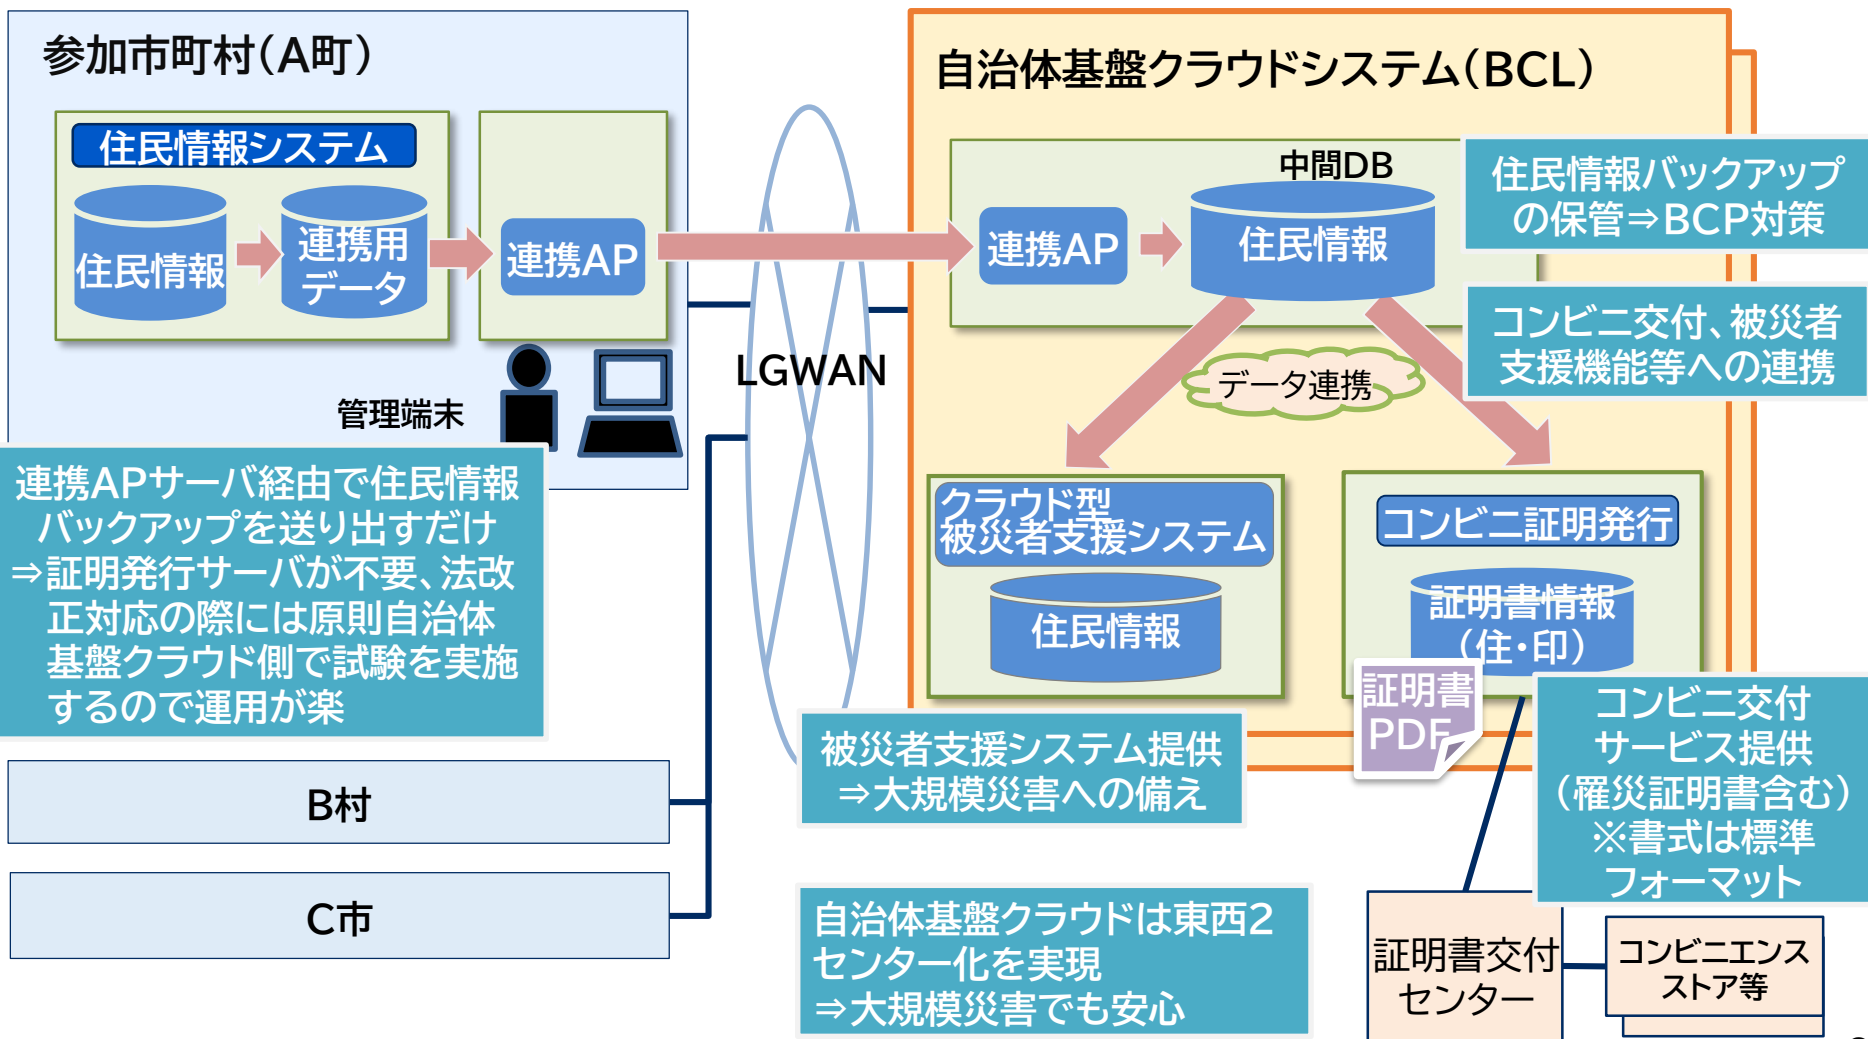 参加市町村(A町)
住民情報システム
住民情報
連携用
データ
連携AP
管理端末
連携APサーバ経由で住民情報
バックアップを送り出すだけ
⇒証明発行サーバが不要、法改
正対応の際には原則自治体
基盤クラウド側で試験を実施
するので運用が楽
B村
C市
LGWAN
自治体基盤クラウドシステム(BCL)
中間DB
連携AP
住民情報
住民情報バックアップ
の保管⇒BCP対策
コンビニ交付、被災者
支援機能等への連携
データ連携
クラウド型
被災者支援システム
住民情報
コンビニ証明発行
証明書情報
(住・印)
証明書
PDF
被災者支援システム提供
⇒大規模災害への備え
コンビニ交付
サービス提供
(罹災証明書含む)
※書式は標準
フォーマット
自治体基盤クラウドは東西2
センター化を実現
⇒大規模災害でも安心
証明書交付
センター
コンビニエンス
ストア等